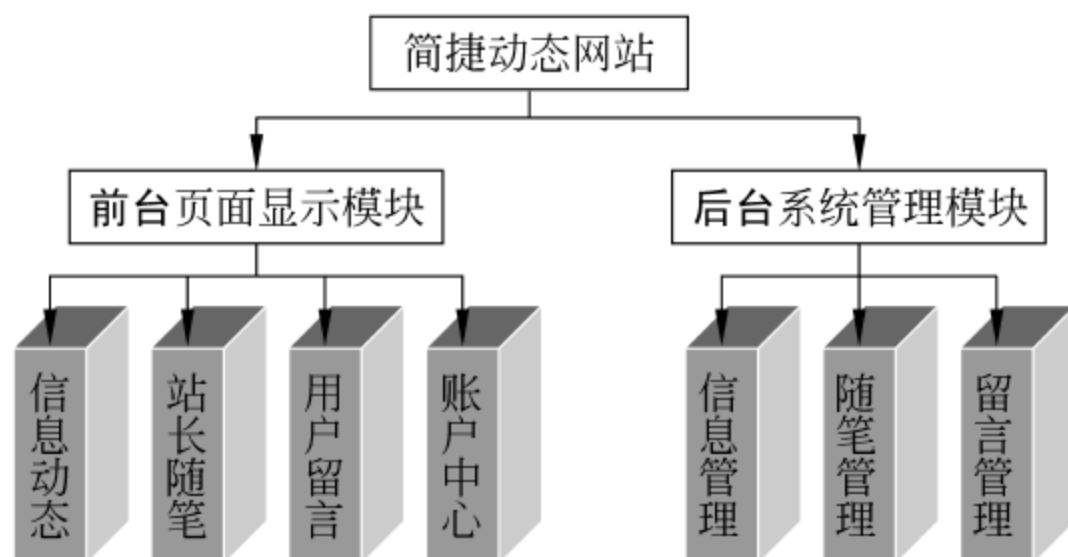 简捷动态网站
前台页面显示模块
后台系统管理模块
信息动态
站长随笔
用户留言
账户中心
信息管理
随笔管理
留言管理